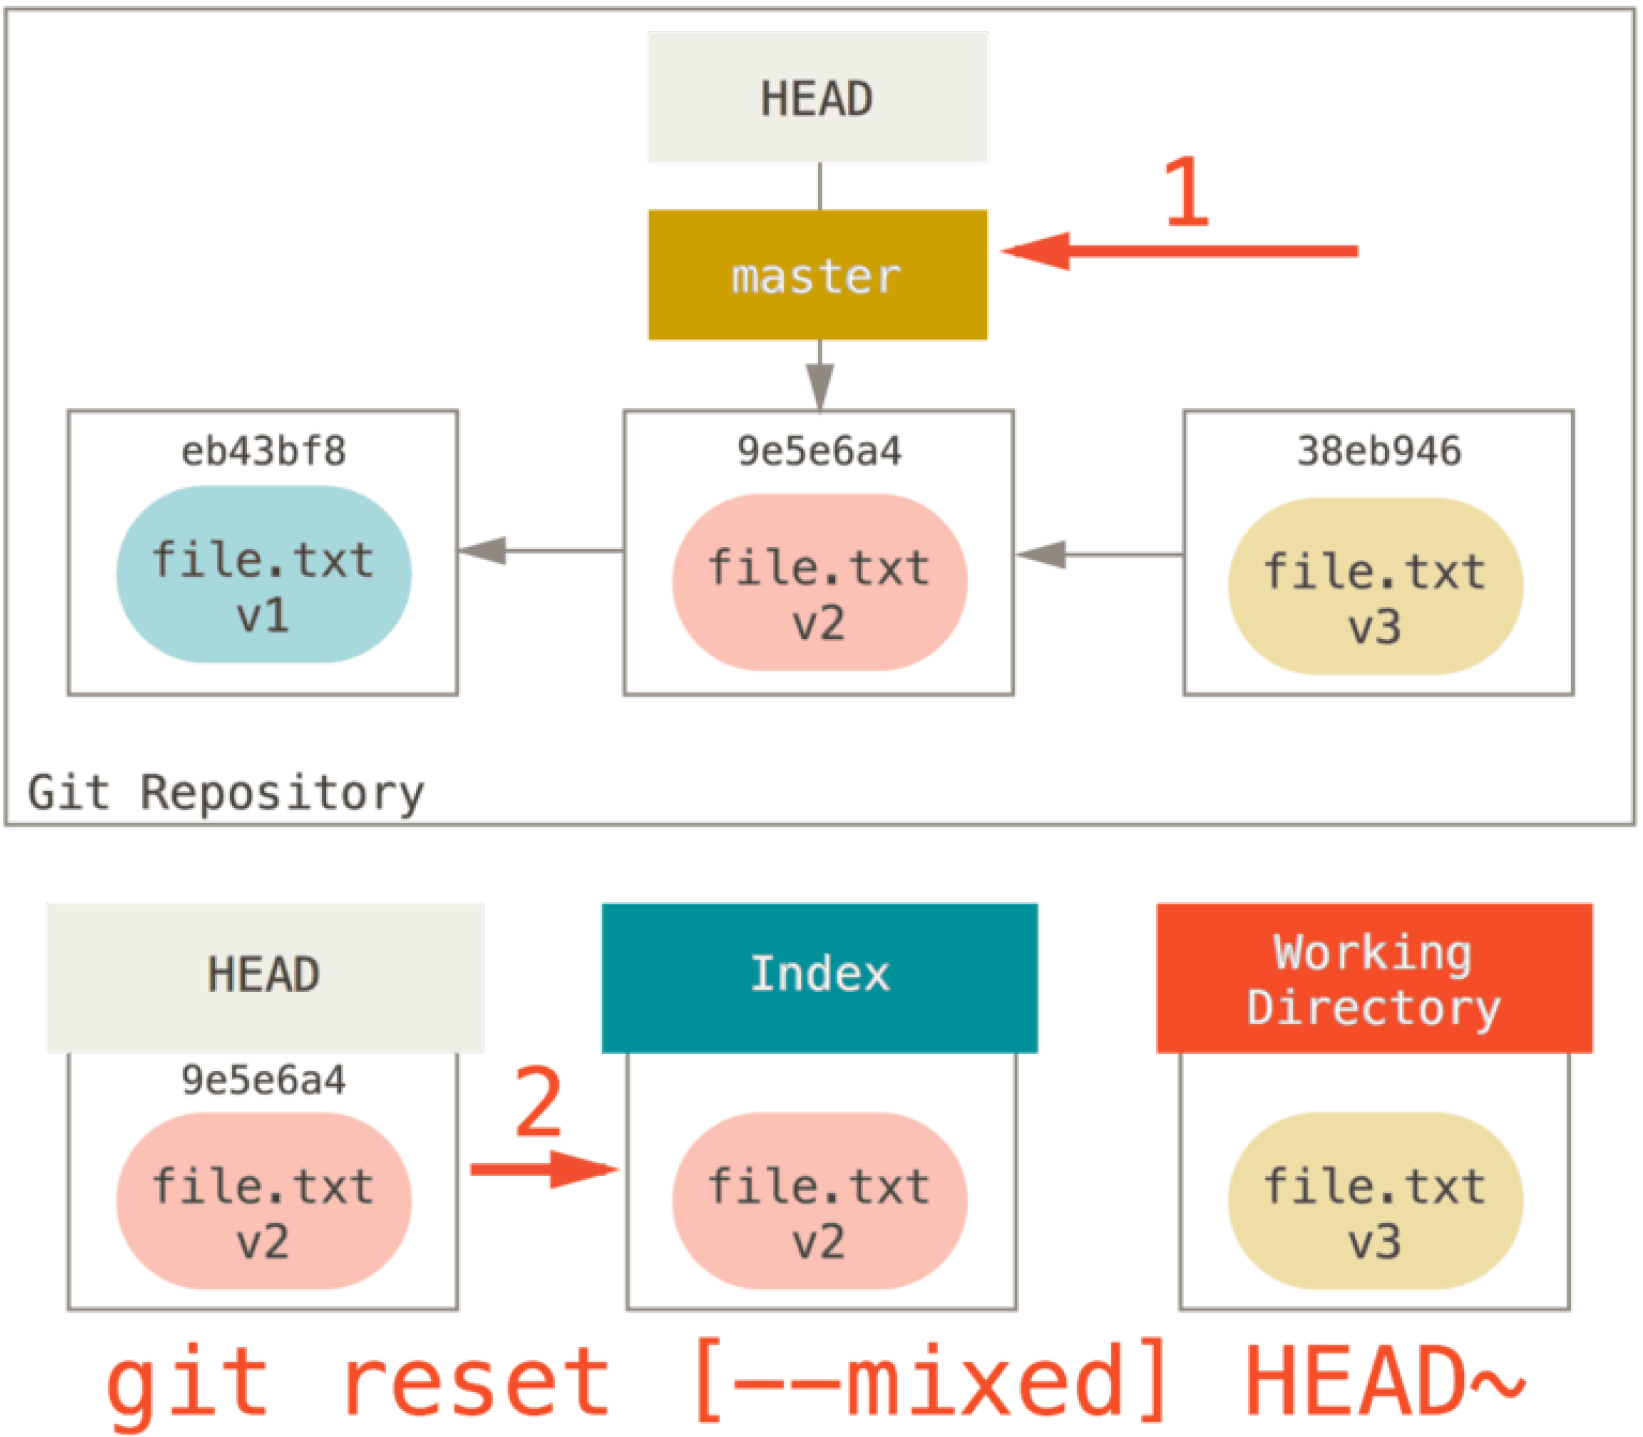 HEAD
1
master
eb43bf8
file.txt
v1
9e5e6a4
file.txt
v2
38eb946
file.txt
v3
Git Repository
HEAD
9e5e6a4
file.txt
v2
2
Index
file.txt
v2
Working
Directory
file.txt
v3
git reset [--mixed] HEAD~